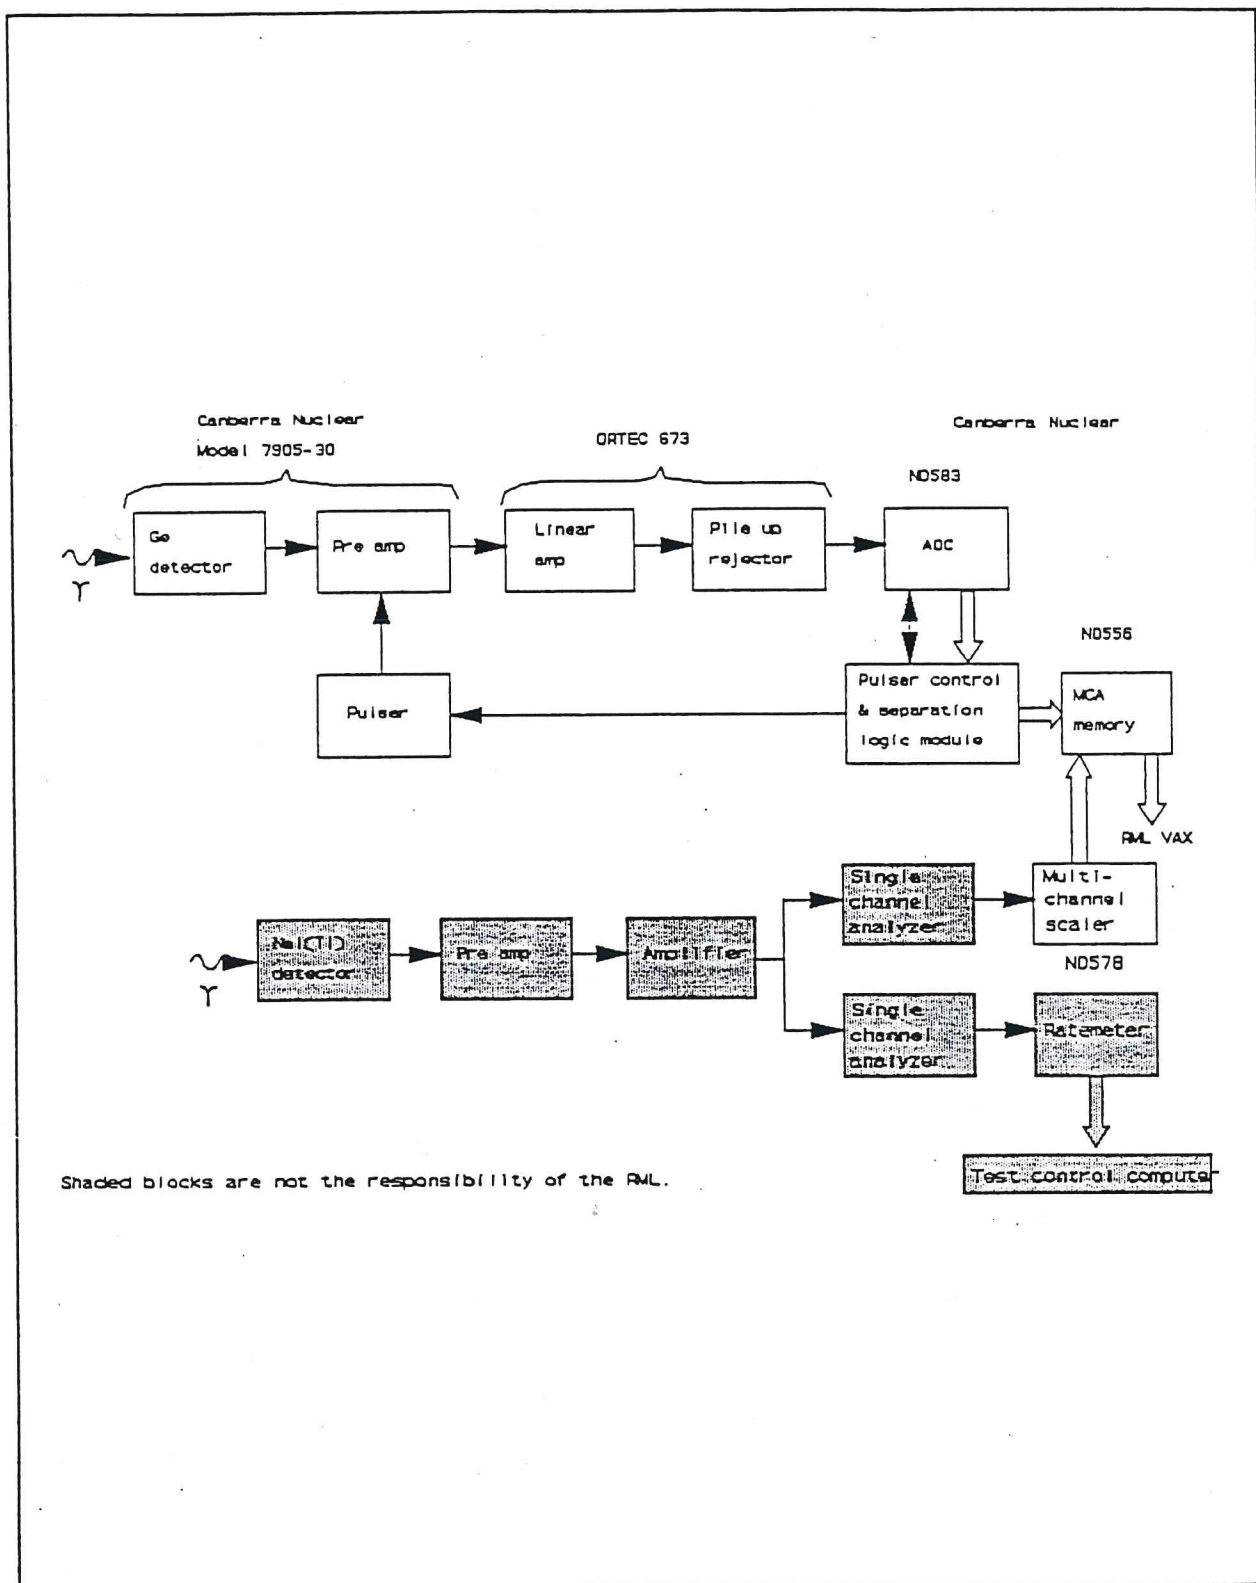 Canberra Nuclear
Model 7905-30
ORTEC 673
Canberra Nuclear
ND583
Ge
detector
Pre amp
Linear
amp
Pile up
rejector
ADC
γ
ND556
Pulser
Pulser control
& separation
logic module
MCA
memory
RML VAX
Single
channel
analyzer
Multi-
channel
scaler
NaI(Tl)
detector
Pre amp
Amplifier
ND578
γ
Single
channel
analyzer
Ratemeter
Test control computer
Shaded blocks are not the responsibility of the RML.